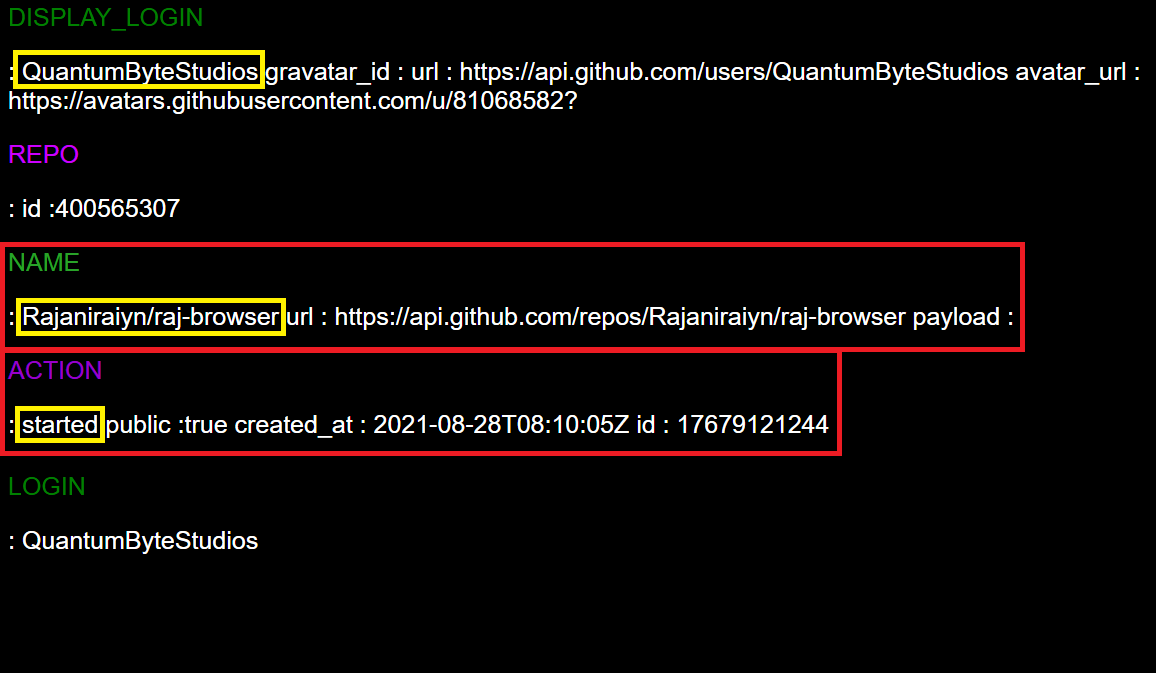 DISPLAY_LOGIN
: QuantumByteStudios gravatar_id : url : https://api.github.com/users/QuantumByteStudios avatar_url :
https://avatars.githubusercontent.com/u/81068582?
REPO
: id :400565307
NAME
: Rajaniraiyn/raj-browser url : https://api.github.com/repos/Rajaniraiyn/raj-browser payload :
ACTION
: started public :true created_at : 2021-08-28T08:10:05Z id : 17679121244
LOGIN
: QuantumByteStudios